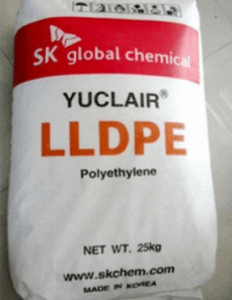 SK global chemical
YUCLAIR®
LLDPE
Polyethylene
NET WT. 25kg
www.skchem.com
MADE IN KOREA